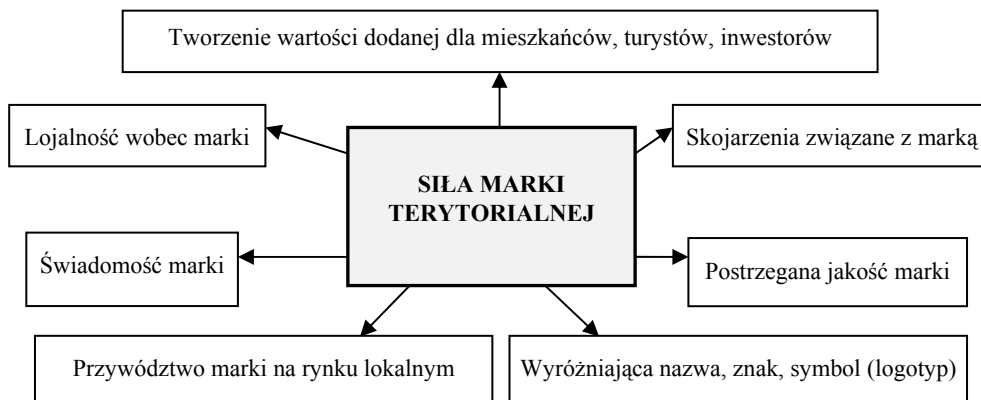 Tworzenie wartości dodanej dla mieszkańców, turystów, inwestorów
Lojalność wobec marki
Skojarzenia związane z marką
SIŁA MARKI
TERYTORIALNEJ
Świadomość marki
Postrzegana jakość marki
Przywództwo marki na rynku lokalnym
Wyróżniająca nazwa, znak, symbol (logotyp)